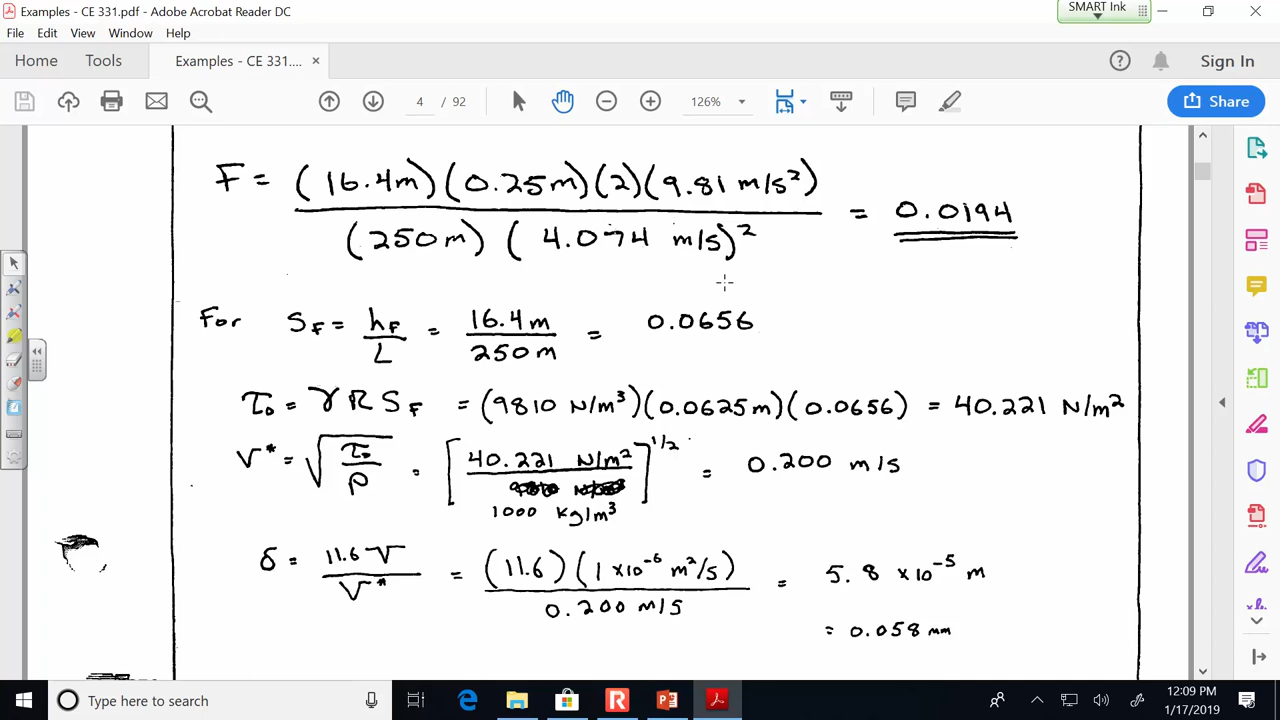 Examples - CE 331.pdf - Adobe Acrobat Reader DC
SMART Ink
File Edit View Window Help
Home Tools Examples - CE 331.... × Sign In
4 / 92 126% Share
F = (16.4m)(0.25m)(2)(9.81 m/s²) / (250m)(4.074 m/s)² = 0.0194
For S_F = h_F / L = 16.4m / 250m = 0.0656
τ₀ = γ R S_F = (9810 N/m³)(0.0625m)(0.0656) = 40.221 N/m²
V* = √(τ₀ / ρ) = [40.221 N/m² / 1000 kg/m³]^1/2 = 0.200 m/s
δ = 11.6 ν / V* = (11.6)(1×10⁻⁶ m²/s) / 0.200 m/s = 5.8 ×10⁻⁵ m
= 0.058 mm
Type here to search
12:09 PM
1/17/2019